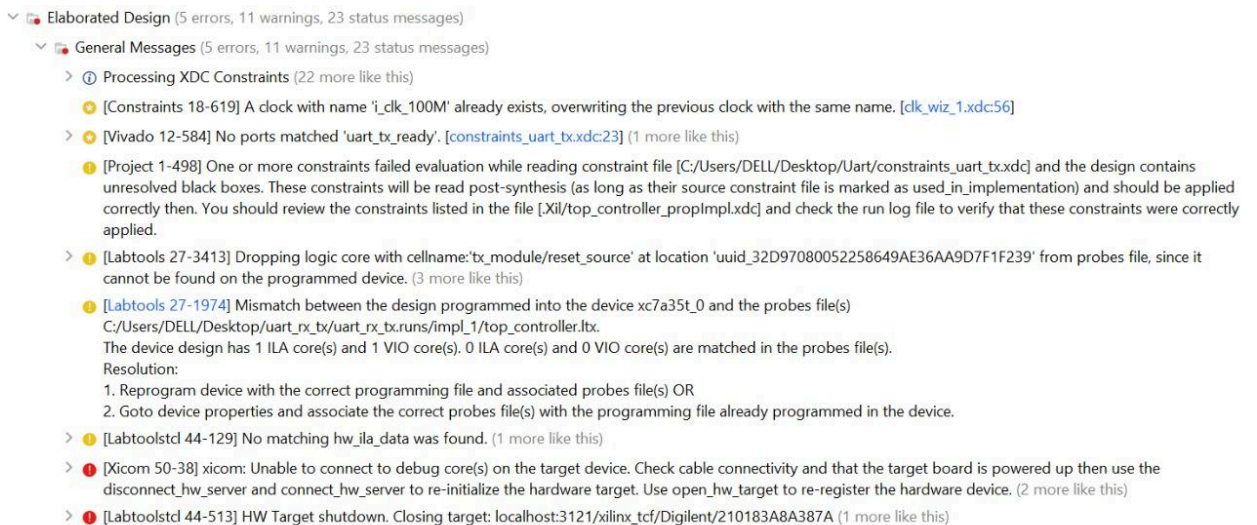 Elaborated Design (5 errors, 11 warnings, 23 status messages)
General Messages (5 errors, 11 warnings, 23 status messages)
Processing XDC Constraints (22 more like this)
[Constraints 18-619] A clock with name 'i_clk_100M' already exists, overwriting the previous clock with the same name. [clk_wiz_1.xdc:56]
[Vivado 12-584] No ports matched 'uart_tx_ready'. [constraints_uart_tx.xdc:23] (1 more like this)
[Project 1-498] One or more constraints failed evaluation while reading constraint file [C:/Users/DELL/Desktop/Uart/constraints_uart_tx.xdc] and the design contains
unresolved black boxes. These constraints will be read post-synthesis (as long as their source constraint file is marked as used_in_implementation) and should be applied
correctly then. You should review the constraints listed in the file [.Xil/top_controller_propImpl.xdc] and check the run log file to verify that these constraints were correctly
applied.
[Labtools 27-3413] Dropping logic core with cellname:'tx_module/reset_source' at location 'uuid_32D97080052258649AE36AA9D7F1F239' from probes file, since it
cannot be found on the programmed device. (3 more like this)
[Labtools 27-1974] Mismatch between the design programmed into the device xc7a35t_0 and the probes file(s)
C:/Users/DELL/Desktop/uart_rx_tx/uart_rx_tx.runs/impl_1/top_controller.ltx.
The device design has 1 ILA core(s) and 1 VIO core(s). 0 ILA core(s) and 0 VIO core(s) are matched in the probes file(s).
Resolution:
1. Reprogram device with the correct programming file and associated probes file(s) OR
2. Goto device properties and associate the correct probes file(s) with the programming file already programmed in the device.
[Labtoolstcl 44-129] No matching hw_ila_data was found. (1 more like this)
[Xicom 50-38] xicom: Unable to connect to debug core(s) on the target device. Check cable connectivity and that the target board is powered up then use the
disconnect_hw_server and connect_hw_server to re-initialize the hardware target. Use open_hw_target to re-register the hardware device. (2 more like this)
[Labtoolstcl 44-513] HW Target shutdown. Closing target: localhost:3121/xilinx_tcf/Digilent/210183A8A387A (1 more like this)